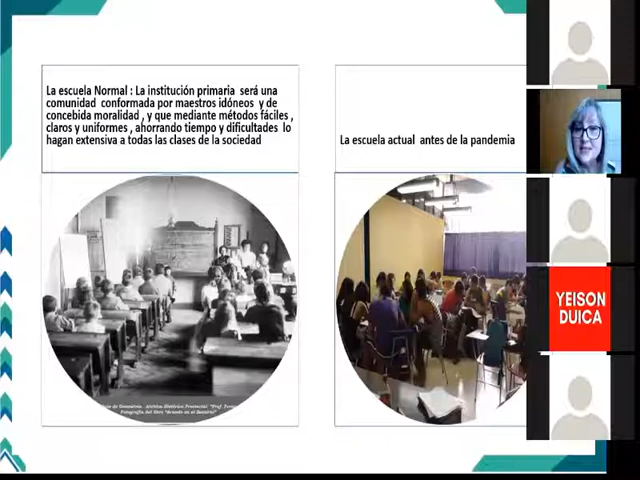 La escuela Normal : La institución primaria será una
comunidad conformada por maestros idóneos y de
concebida moralidad , y que mediante métodos fáciles ,
claros y uniformes , ahorrando tiempo y dificultades lo
hagan extensiva a todas las clases de la sociedad
La escuela actual antes de la pandemia
YEISON
DUICA